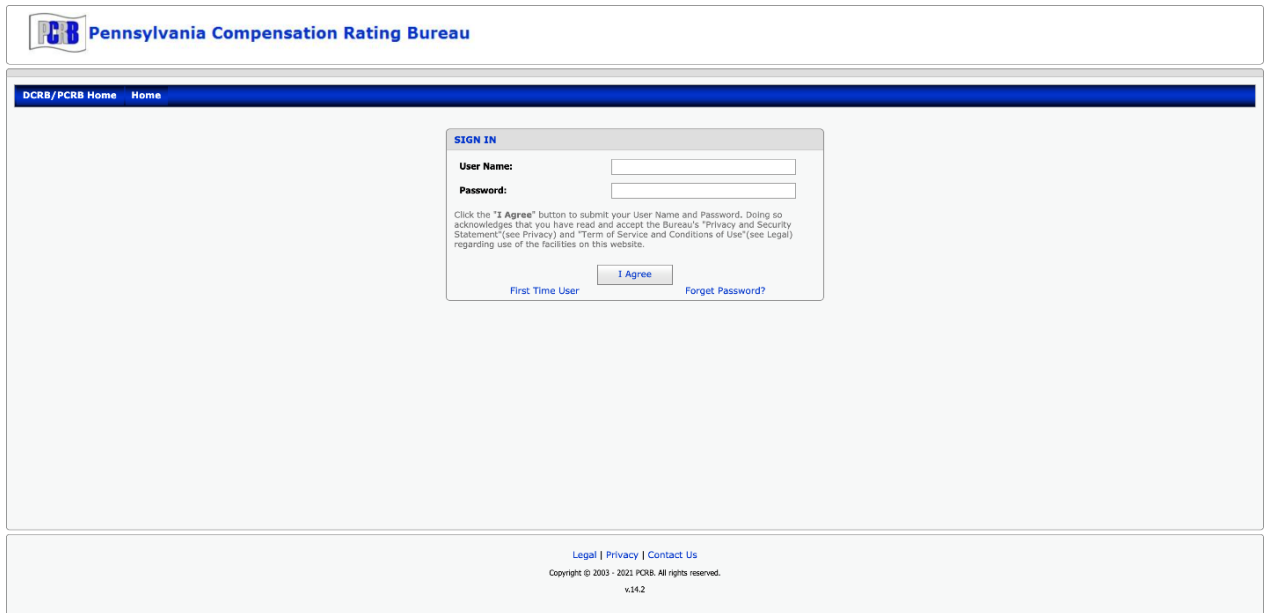 PCRB Pennsylvania Compensation Rating Bureau
DCRB/PCRB Home Home
SIGN IN
User Name:
Password:
Click the "I Agree" button to submit your User Name and Password. Doing so
acknowledges that you have read and accept the Bureau's "Privacy and Security
Statement"(see Privacy) and "Term of Service and Conditions of Use"(see Legal)
regarding use of the facilities on this website.
I Agree
First Time User Forget Password?
Legal | Privacy | Contact Us
Copyright © 2003 - 2021 PCRB. All rights reserved.
v.14.2